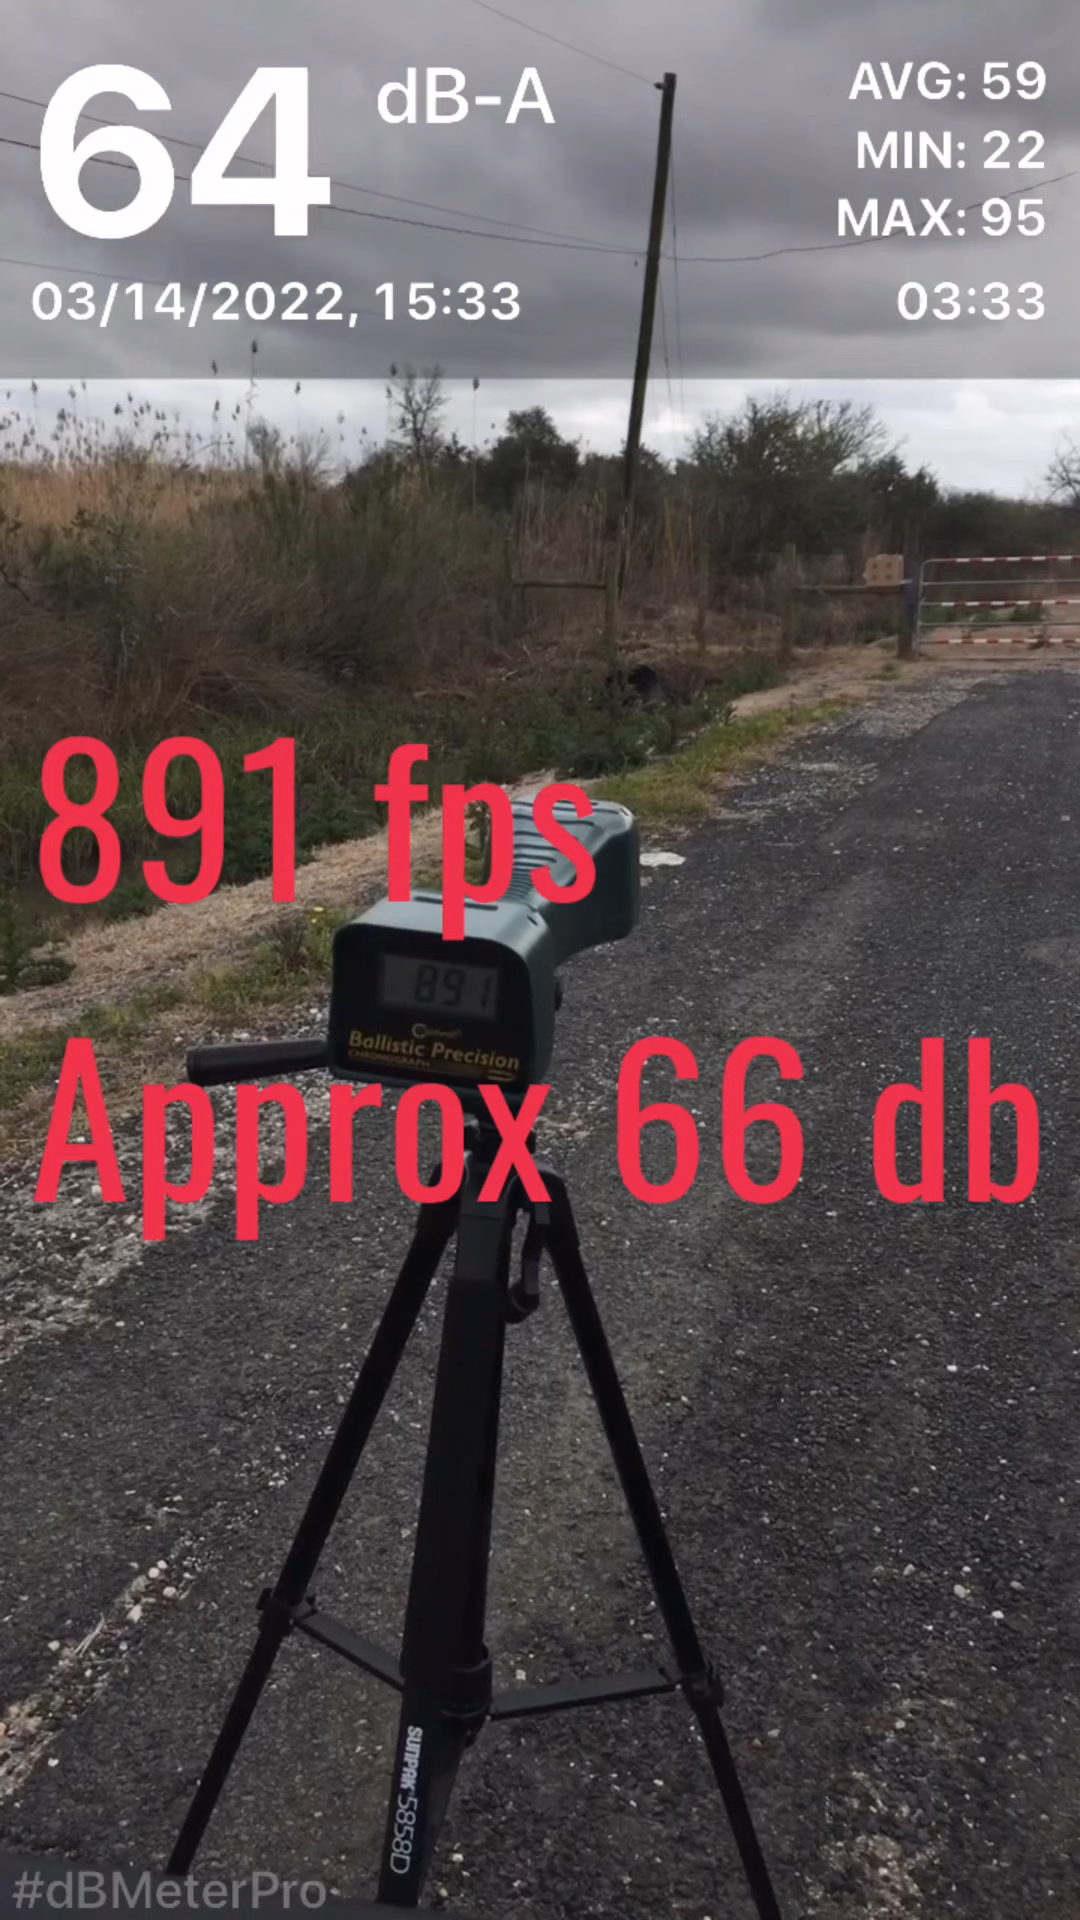 64 dB-A
AVG: 59
MIN: 22
MAX: 95
03/14/2022, 15:33
03:33
891 fps
891
Caldwell
Ballistic Precision
CHRONOGRAPH
Approx 66 db
SUNPAK 5858D
#dBMeterPro